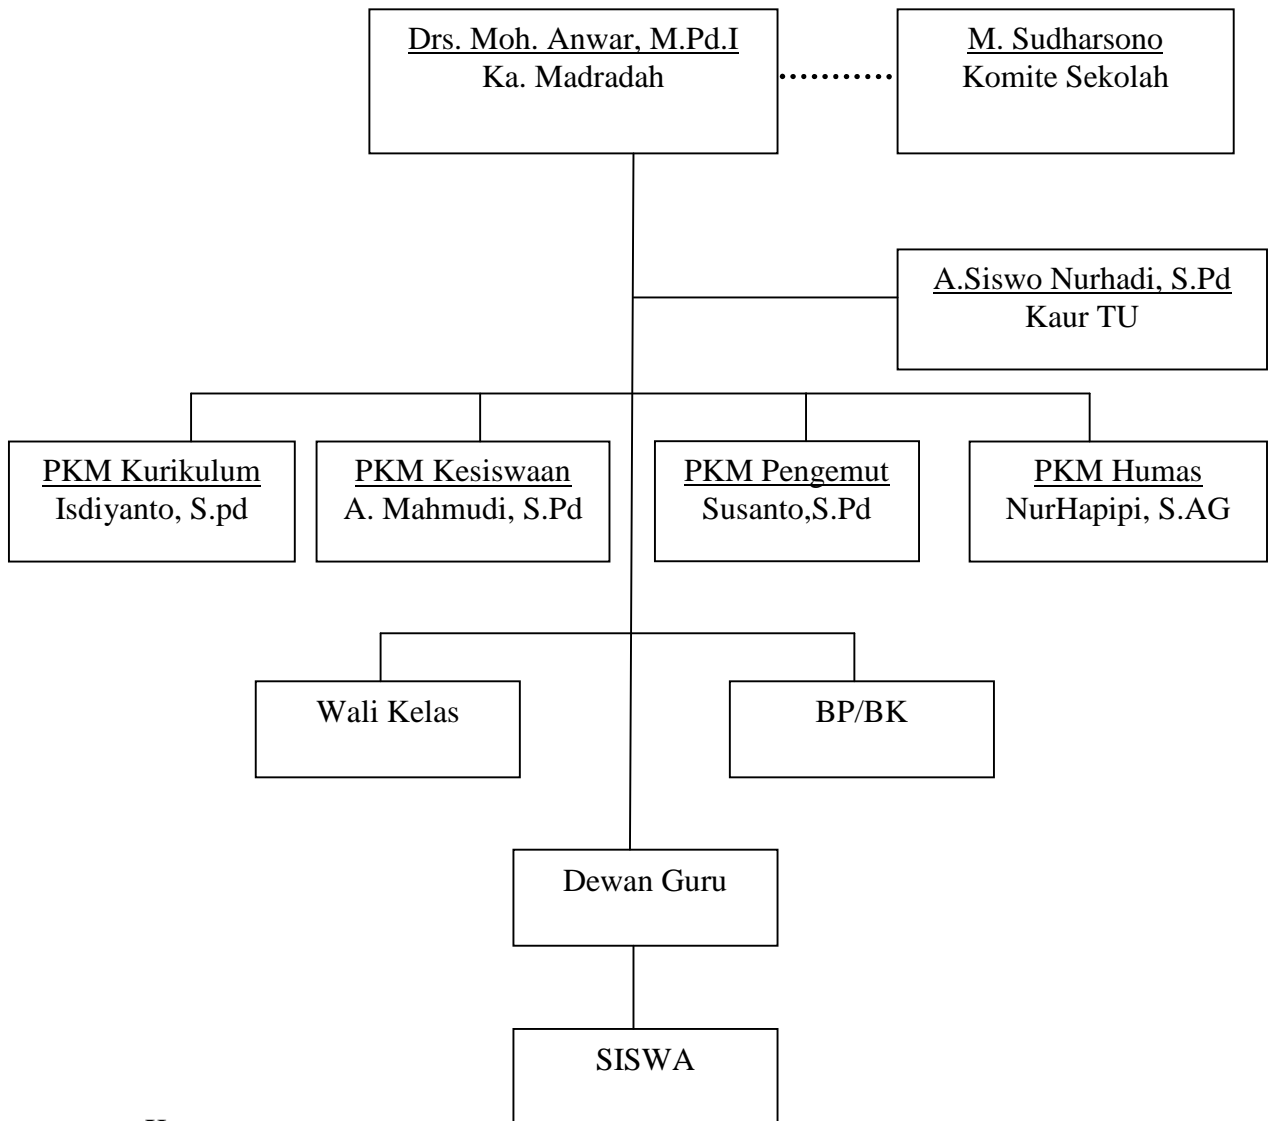 Drs. Moh. Anwar, M.Pd.I
Ka. Madradah
M. Sudharsono
Komite Sekolah
A.Siswo Nurhadi, S.Pd
Kaur TU
PKM Kurikulum
Isdiyanto, S.pd
PKM Kesiswaan
A. Mahmudi, S.Pd
PKM Pengemut
Susanto,S.Pd
PKM Humas
NurHapipi, S.AG
Wali Kelas
BP/BK
Dewan Guru
SISWA